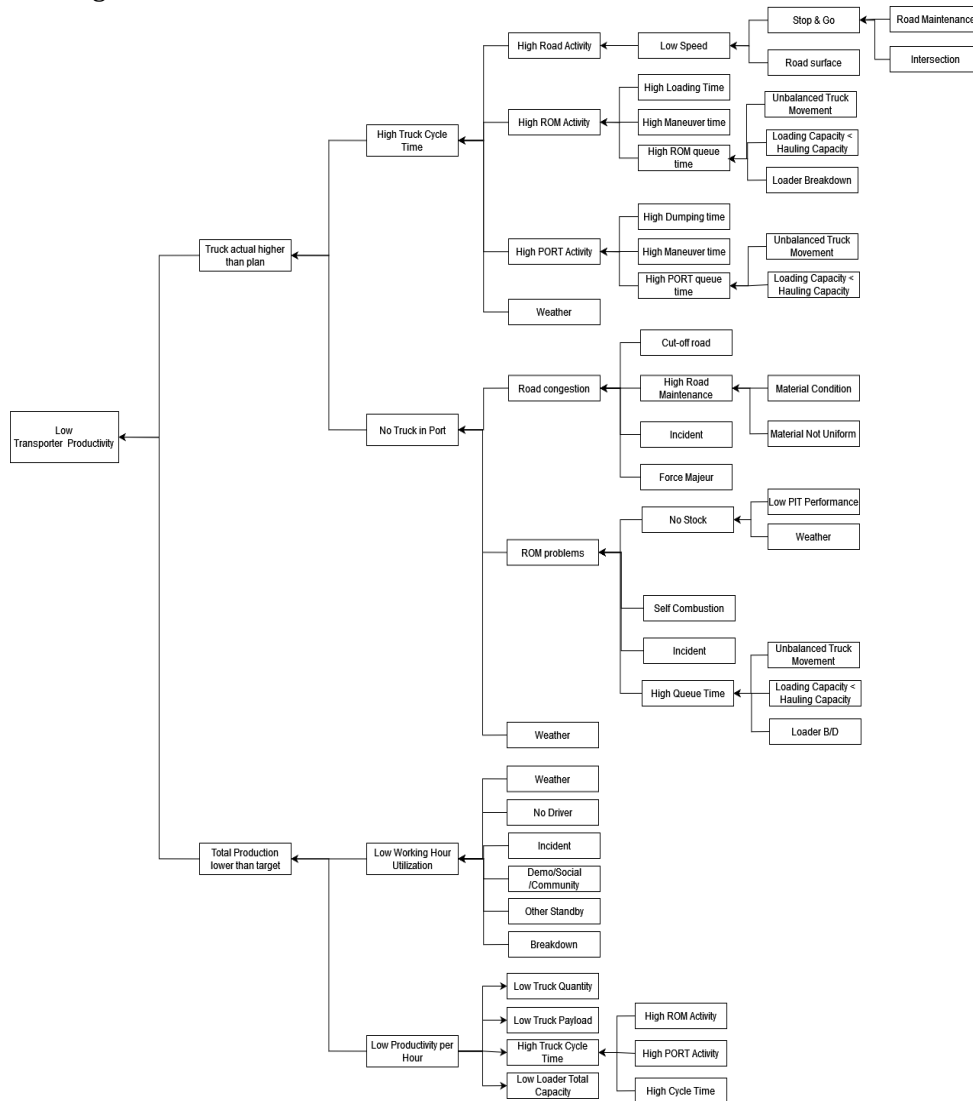 Stop & Go
Road Maintenance
High Road Activity
Low Speed
Intersection
Road surface
High Loading Time
Unbalanced Truck
Movement
High ROM Activity
High Maneuver time
Loading Capacity <
Hauling Capacity
High Truck Cycle
Time
High ROM queue
time
Loader Breakdown
High Dumping time
Truck actual higher
than plan
High PORT Activity
High Maneuver time
Unbalanced Truck
Movement
High PORT queue
time
Loading Capacity <
Hauling Capacity
Weather
Cut-off road
Road congestion
High Road
Maintenance
Material Condition
Low
Transporter Productivity
No Truck in Port
Incident
Material Not Uniform
Force Majeur
Low PIT Performance
No Stock
Weather
ROM problems
Self Combustion
Incident
Unbalanced Truck
Movement
High Queue Time
Loading Capacity <
Hauling Capacity
Weather
Loader B/D
Weather
No Driver
Total Production
lower than target
Low Working Hour
Utilization
Incident
Demo/Social
/Community
Other Standby
Breakdown
Low Truck Quantity
Low Truck Payload
High ROM Activity
Low Productivity per
Hour
High Truck Cycle
Time
High PORT Activity
Low Loader Total
Capacity
High Cycle Time